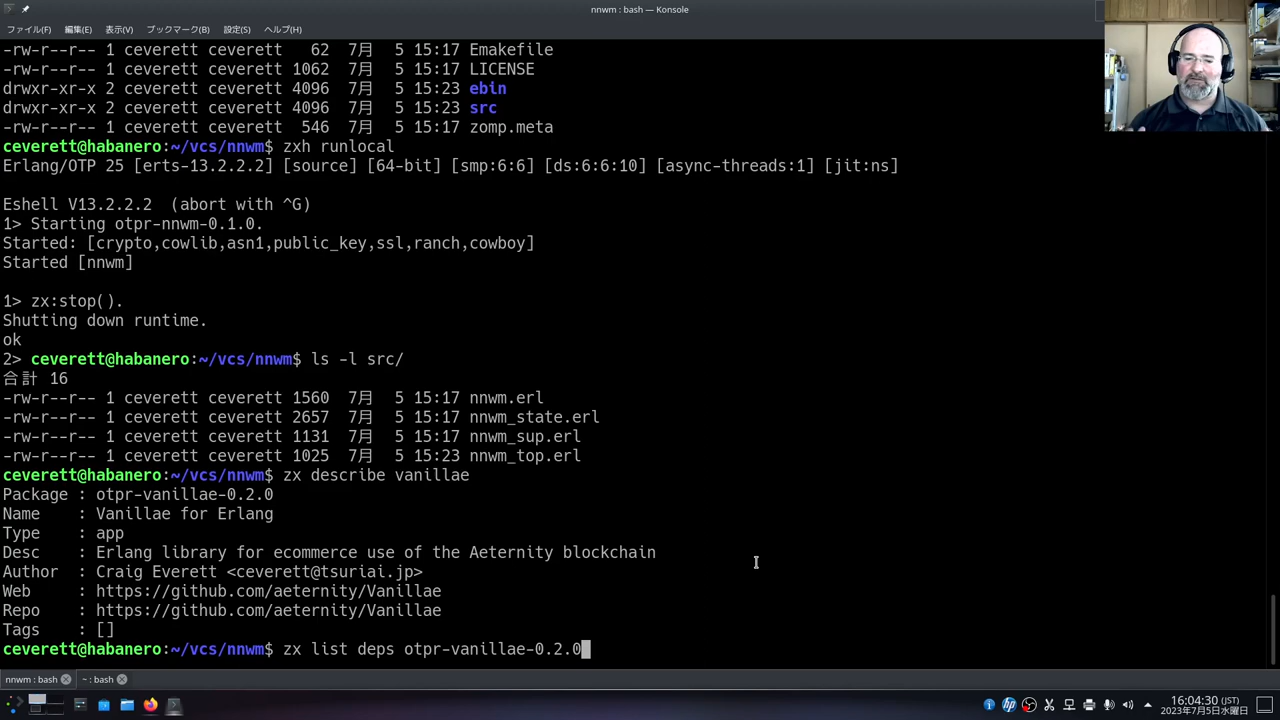 nnwm : bash — Konsole
ファイル(F) 編集(E) 表示(V) ブックマーク(B) 設定(S) ヘルプ(H)
-rw-r--r-- 1 ceverett ceverett   62  7月   5 15:17 Emakefile
-rw-r--r-- 1 ceverett ceverett 1062  7月   5 15:17 LICENSE
drwxr-xr-x 2 ceverett ceverett 4096  7月   5 15:23 ebin
drwxr-xr-x 2 ceverett ceverett 4096  7月   5 15:23 src
-rw-r--r-- 1 ceverett ceverett  546  7月   5 15:17 zomp.meta
ceverett@habanero:~/vcs/nnwm$ zxh runlocal
Erlang/OTP 25 [erts-13.2.2.2] [source] [64-bit] [smp:6:6] [ds:6:6:10] [async-threads:1] [jit:ns]
Eshell V13.2.2.2  (abort with ^G)
1> Starting otpr-nnwm-0.1.0.
Started: [crypto,cowlib,asn1,public_key,ssl,ranch,cowboy]
Started [nnwm]
1> zx:stop().
Shutting down runtime.
ok
2> ceverett@habanero:~/vcs/nnwm$ ls -l src/
合計 16
-rw-r--r-- 1 ceverett ceverett 1560  7月   5 15:17 nnwm.erl
-rw-r--r-- 1 ceverett ceverett 2657  7月   5 15:17 nnwm_state.erl
-rw-r--r-- 1 ceverett ceverett 1131  7月   5 15:17 nnwm_sup.erl
-rw-r--r-- 1 ceverett ceverett 1025  7月   5 15:23 nnwm_top.erl
ceverett@habanero:~/vcs/nnwm$ zx describe vanillae
Package : otpr-vanillae-0.2.0
Name    : Vanillae for Erlang
Type    : app
Desc    : Erlang library for ecommerce use of the Aeternity blockchain
Author  : Craig Everett <ceverett@tsuriai.jp>
Web     : https://github.com/aeternity/Vanillae
Repo    : https://github.com/aeternity/Vanillae
Tags    : []
ceverett@habanero:~/vcs/nnwm$ zx list deps otpr-vanillae-0.2.0
nnwm : bash ~ : bash
16:04:30 (JST)
2023年7月5日水曜日